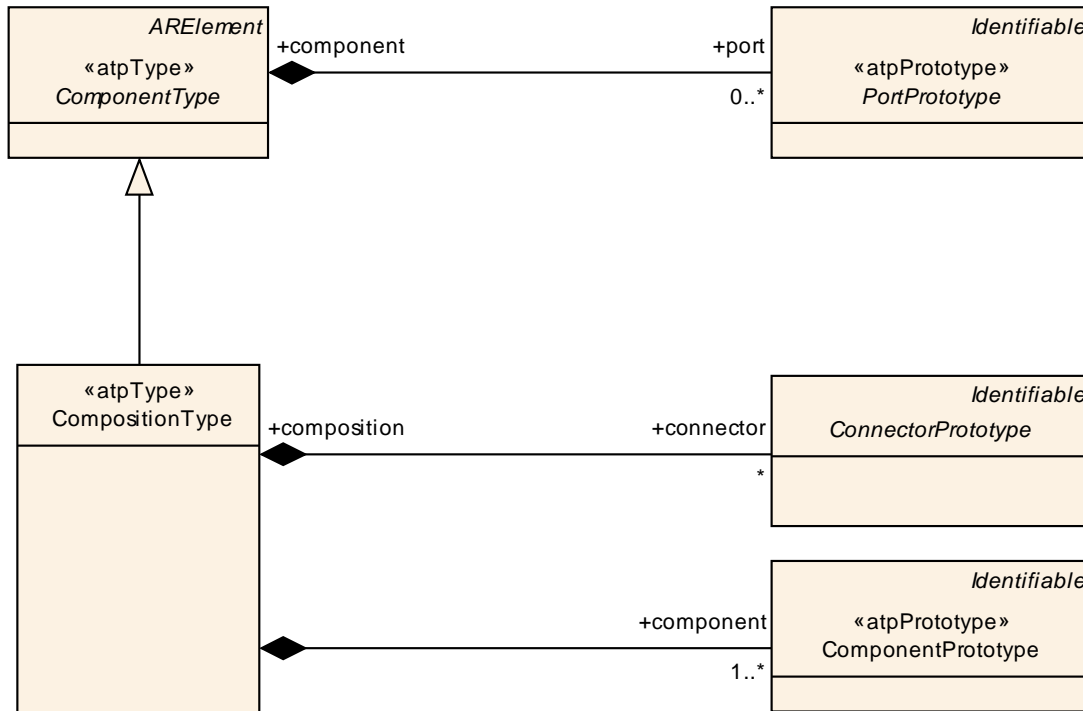 ARElement
«atpType»
ComponentType
+component
+port
0..*
Identifiable
«atpPrototype»
PortPrototype
«atpType»
CompositionType
+composition
+connector
*
Identifiable
ConnectorPrototype
+component
1..*
Identifiable
«atpPrototype»
ComponentPrototype